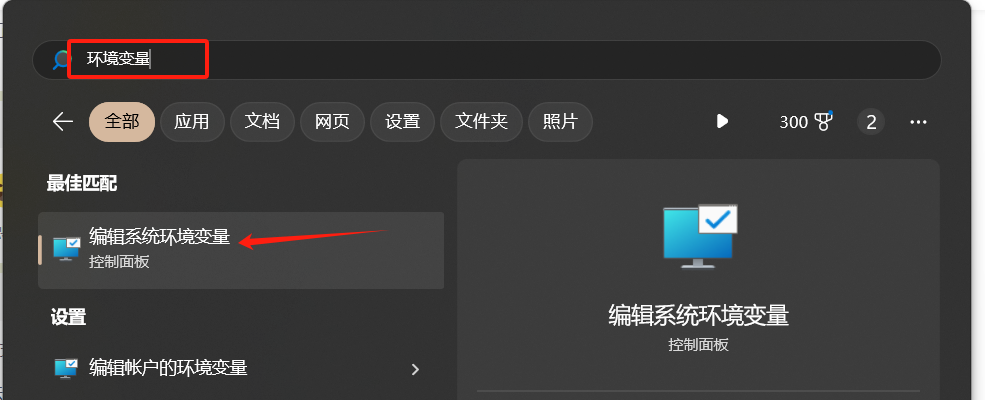 环境变量
全部 应用 文档 网页 设置 文件夹 照片 300 2
最佳匹配
编辑系统环境变量
控制面板
设置
编辑帐户的环境变量
编辑系统环境变量
控制面板